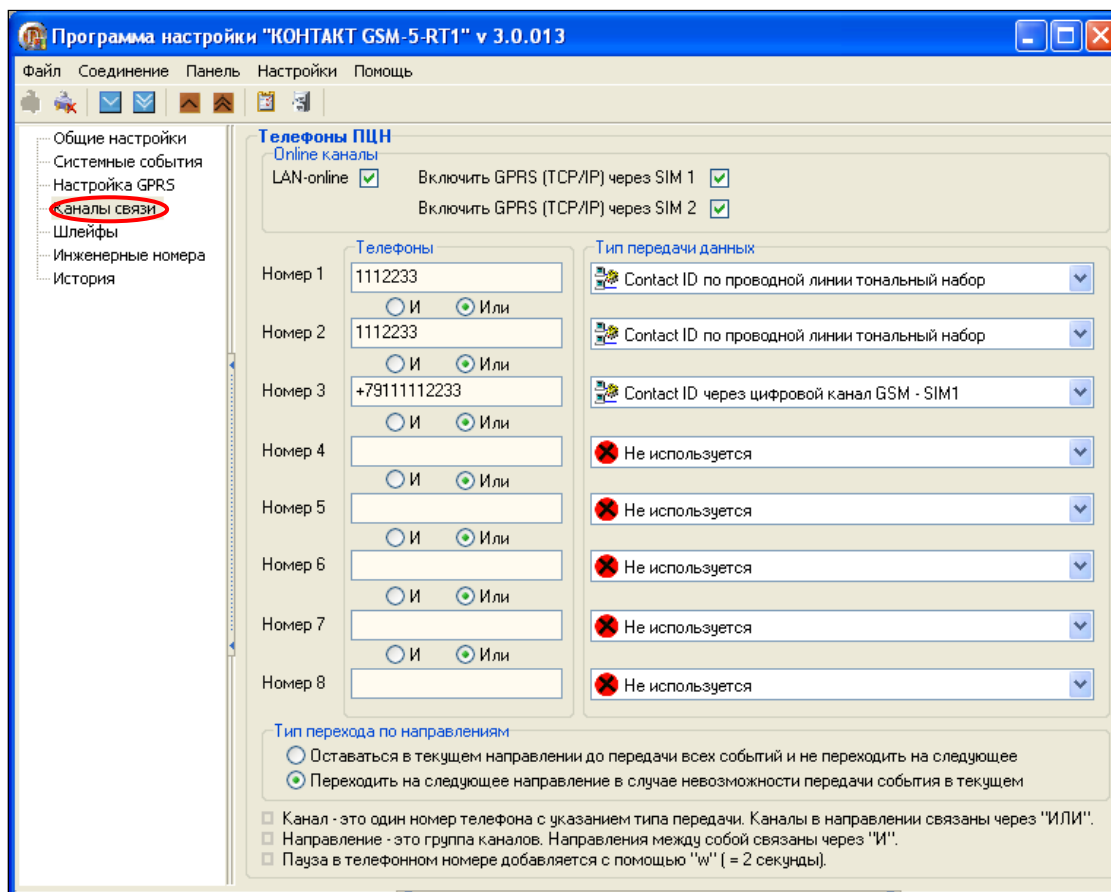 Программа настройки "КОНТАКТ GSM-5-RT1" v 3.0.013
Файл Соединение Панель Настройки Помощь
Общие настройки
Системные события
Настройка GPRS
Каналы связи
Шлейфы
Инженерные номера
История
Телефоны ПЦН
Online каналы
LAN-online Включить GPRS (TCP/IP) через SIM 1
Включить GPRS (TCP/IP) через SIM 2
Телефоны Тип передачи данных
Номер 1 1112233 Contact ID по проводной линии тональный набор
И Или
Номер 2 1112233 Contact ID по проводной линии тональный набор
И Или
Номер 3 +79111112233 Contact ID через цифровой канал GSM - SIM1
И Или
Номер 4 Не используется
И Или
Номер 5 Не используется
И Или
Номер 6 Не используется
И Или
Номер 7 Не используется
И Или
Номер 8 Не используется
Тип перехода по направлениям
Оставаться в текущем направлении до передачи всех событий и не переходить на следующее
Переходить на следующее направление в случае невозможности передачи события в текущем
Канал - это один номер телефона с указанием типа передачи. Каналы в направлении связаны через "ИЛИ".
Направление - это группа каналов. Направления между собой связаны через "И".
Пауза в телефонном номере добавляется с помощью "w" ( = 2 секунды).